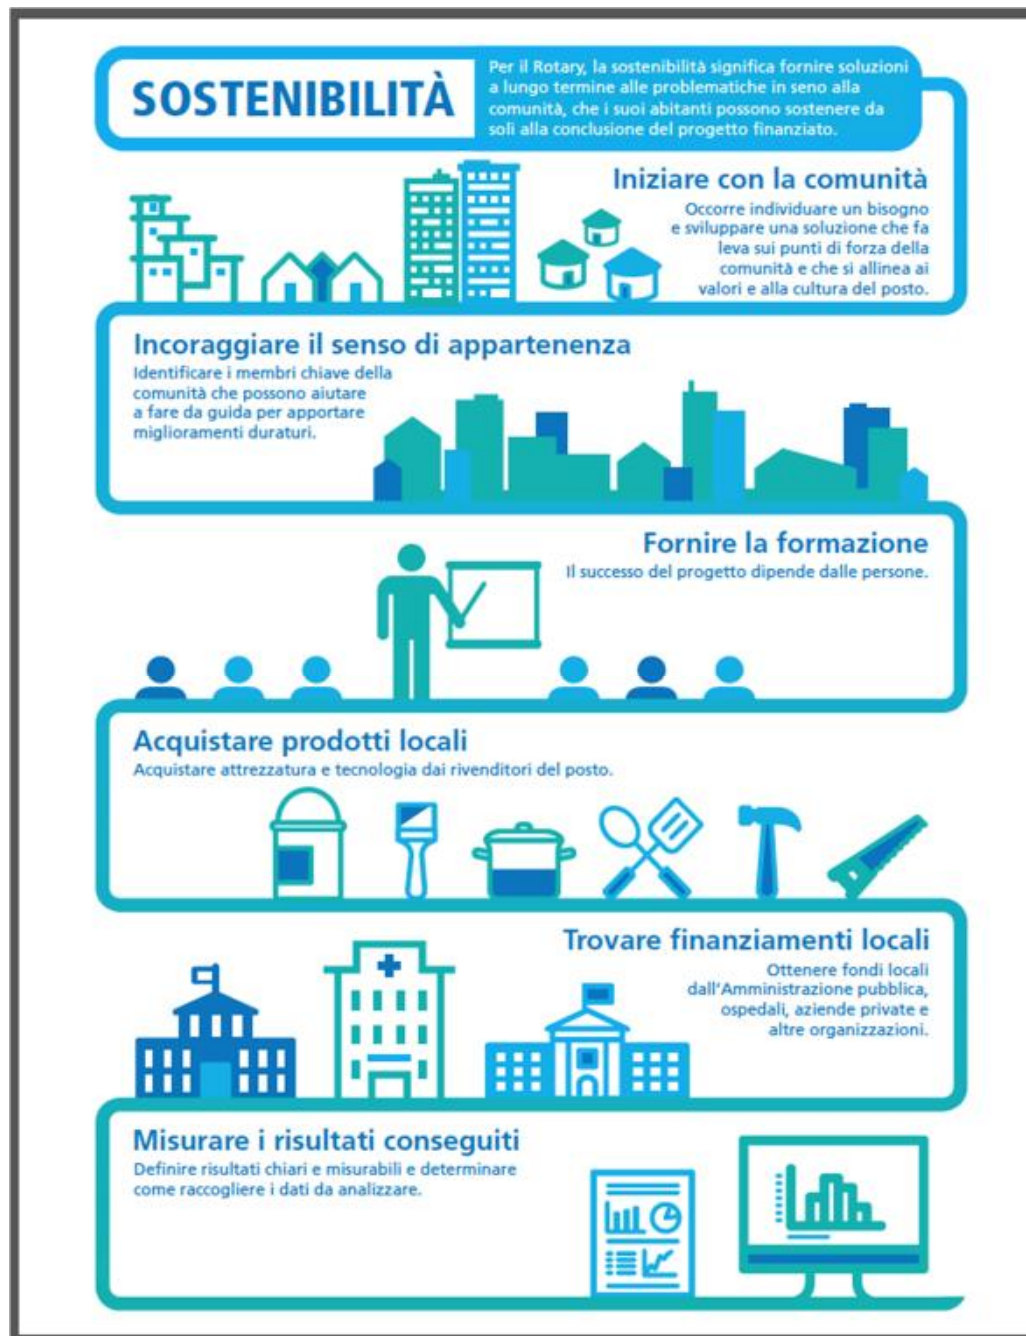 SOSTENIBILITÀ
Per il Rotary, la sostenibilità significa fornire soluzioni
a lungo termine alle problematiche in seno alla
comunità, che i suoi abitanti possono sostenere da
soli alla conclusione del progetto finanziato.
Iniziare con la comunità
Occorre individuare un bisogno
e sviluppare una soluzione che fa
leva sui punti di forza della
comunità e che si allinea ai
valori e alla cultura del posto.
Incoraggiare il senso di appartenenza
Identificare i membri chiave della
comunità che possono aiutare
a fare da guida per apportare
miglioramenti duraturi.
Fornire la formazione
Il successo del progetto dipende dalle persone.
Acquistare prodotti locali
Acquistare attrezzatura e tecnologia dai rivenditori del posto.
Trovare finanziamenti locali
Ottenere fondi locali
dall'Amministrazione pubblica,
ospedali, aziende private e
altre organizzazioni.
Misurare i risultati conseguiti
Definire risultati chiari e misurabili e determinare
come raccogliere i dati da analizzare.